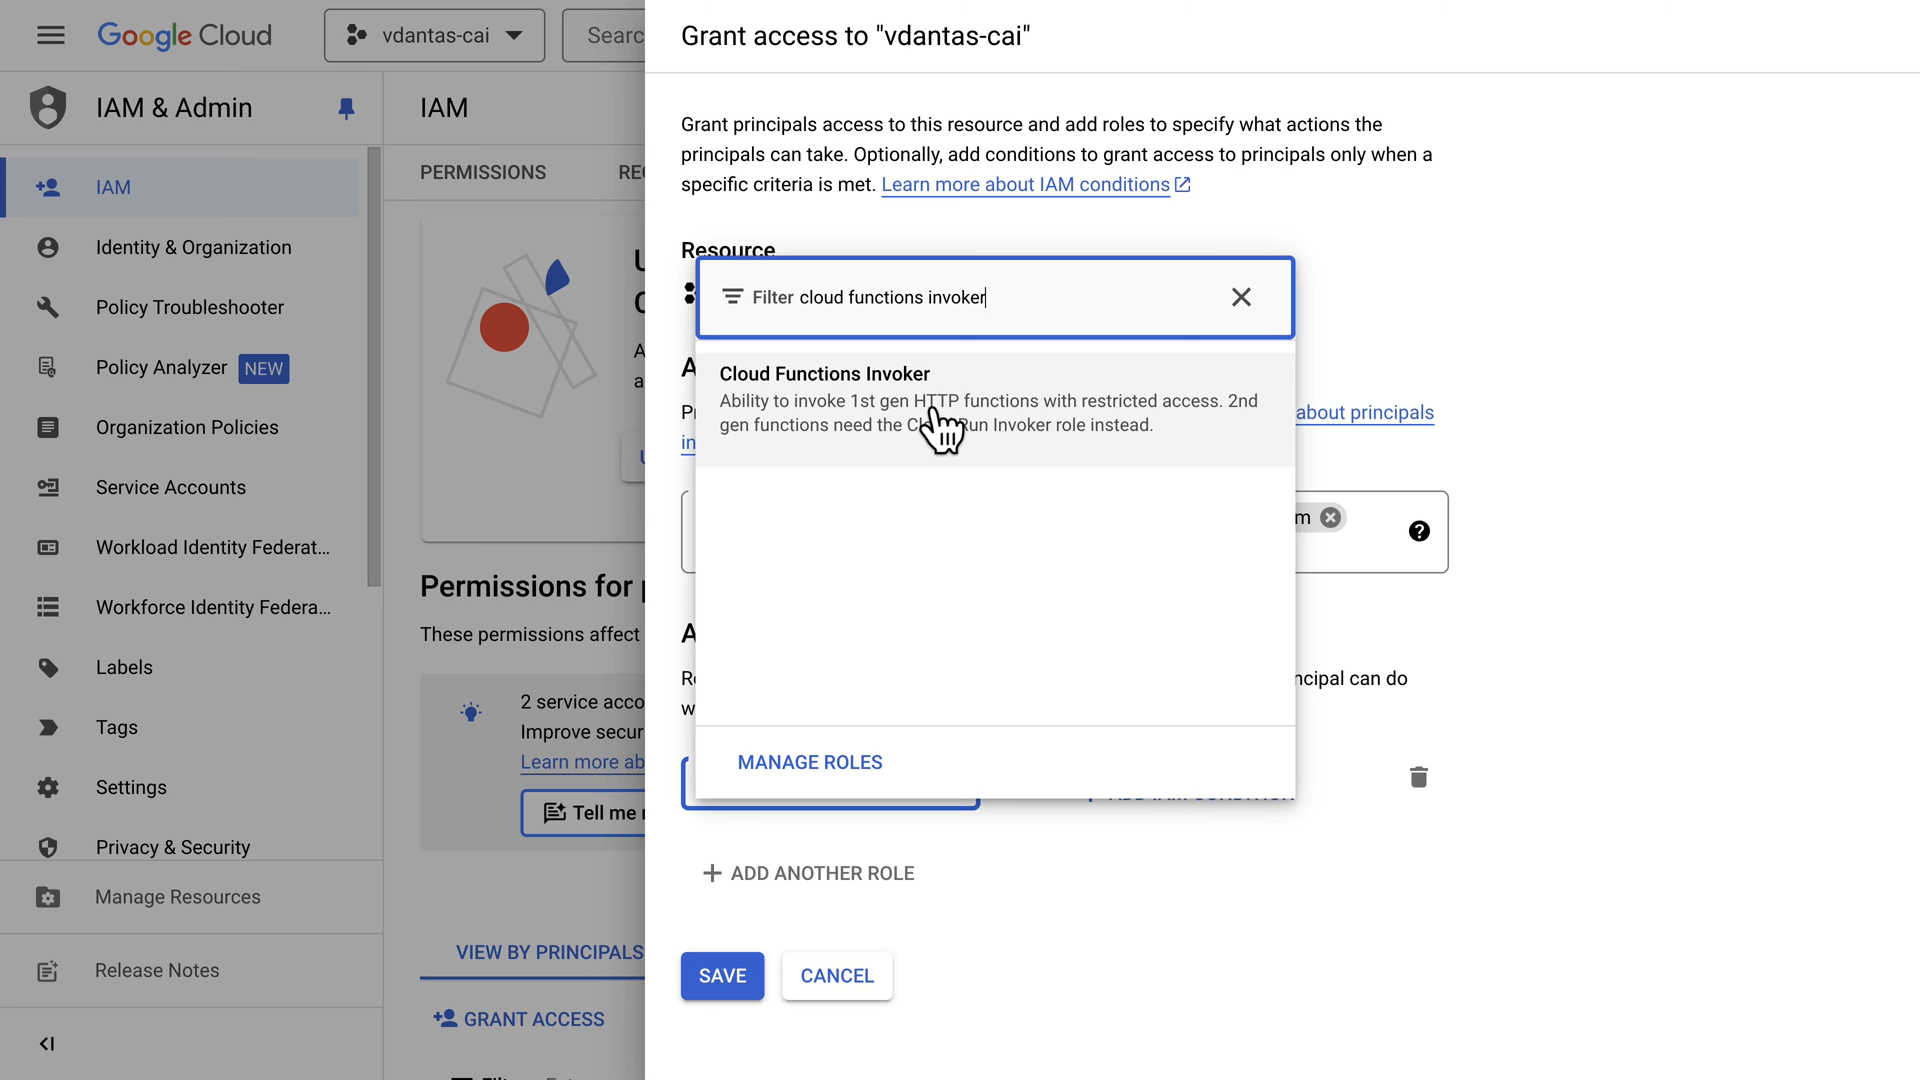 Google Cloud
vdantas-cai
Searc
IAM & Admin
IAM
Identity & Organization
Policy Troubleshooter
Policy Analyzer NEW
Organization Policies
Service Accounts
Workload Identity Federat...
Workforce Identity Federa...
Labels
Tags
Settings
Privacy & Security
Manage Resources
Release Notes
IAM
PERMISSIONS
Permissions for
These permissions affect
2 service acco
Improve secur
Learn more ab
Tell me
VIEW BY PRINCIPALS
GRANT ACCESS
Grant access to "vdantas-cai"
Grant principals access to this resource and add roles to specify what actions the
principals can take. Optionally, add conditions to grant access to principals only when a
specific criteria is met. Learn more about IAM conditions
Resource
Filter cloud functions invoker
Cloud Functions Invoker
Ability to invoke 1st gen HTTP functions with restricted access. 2nd
gen functions need the Cloud Run Invoker role instead.
about principals
in
m
ncipal can do
MANAGE ROLES
ADD IAM CONDITION
ADD ANOTHER ROLE
SAVE
CANCEL